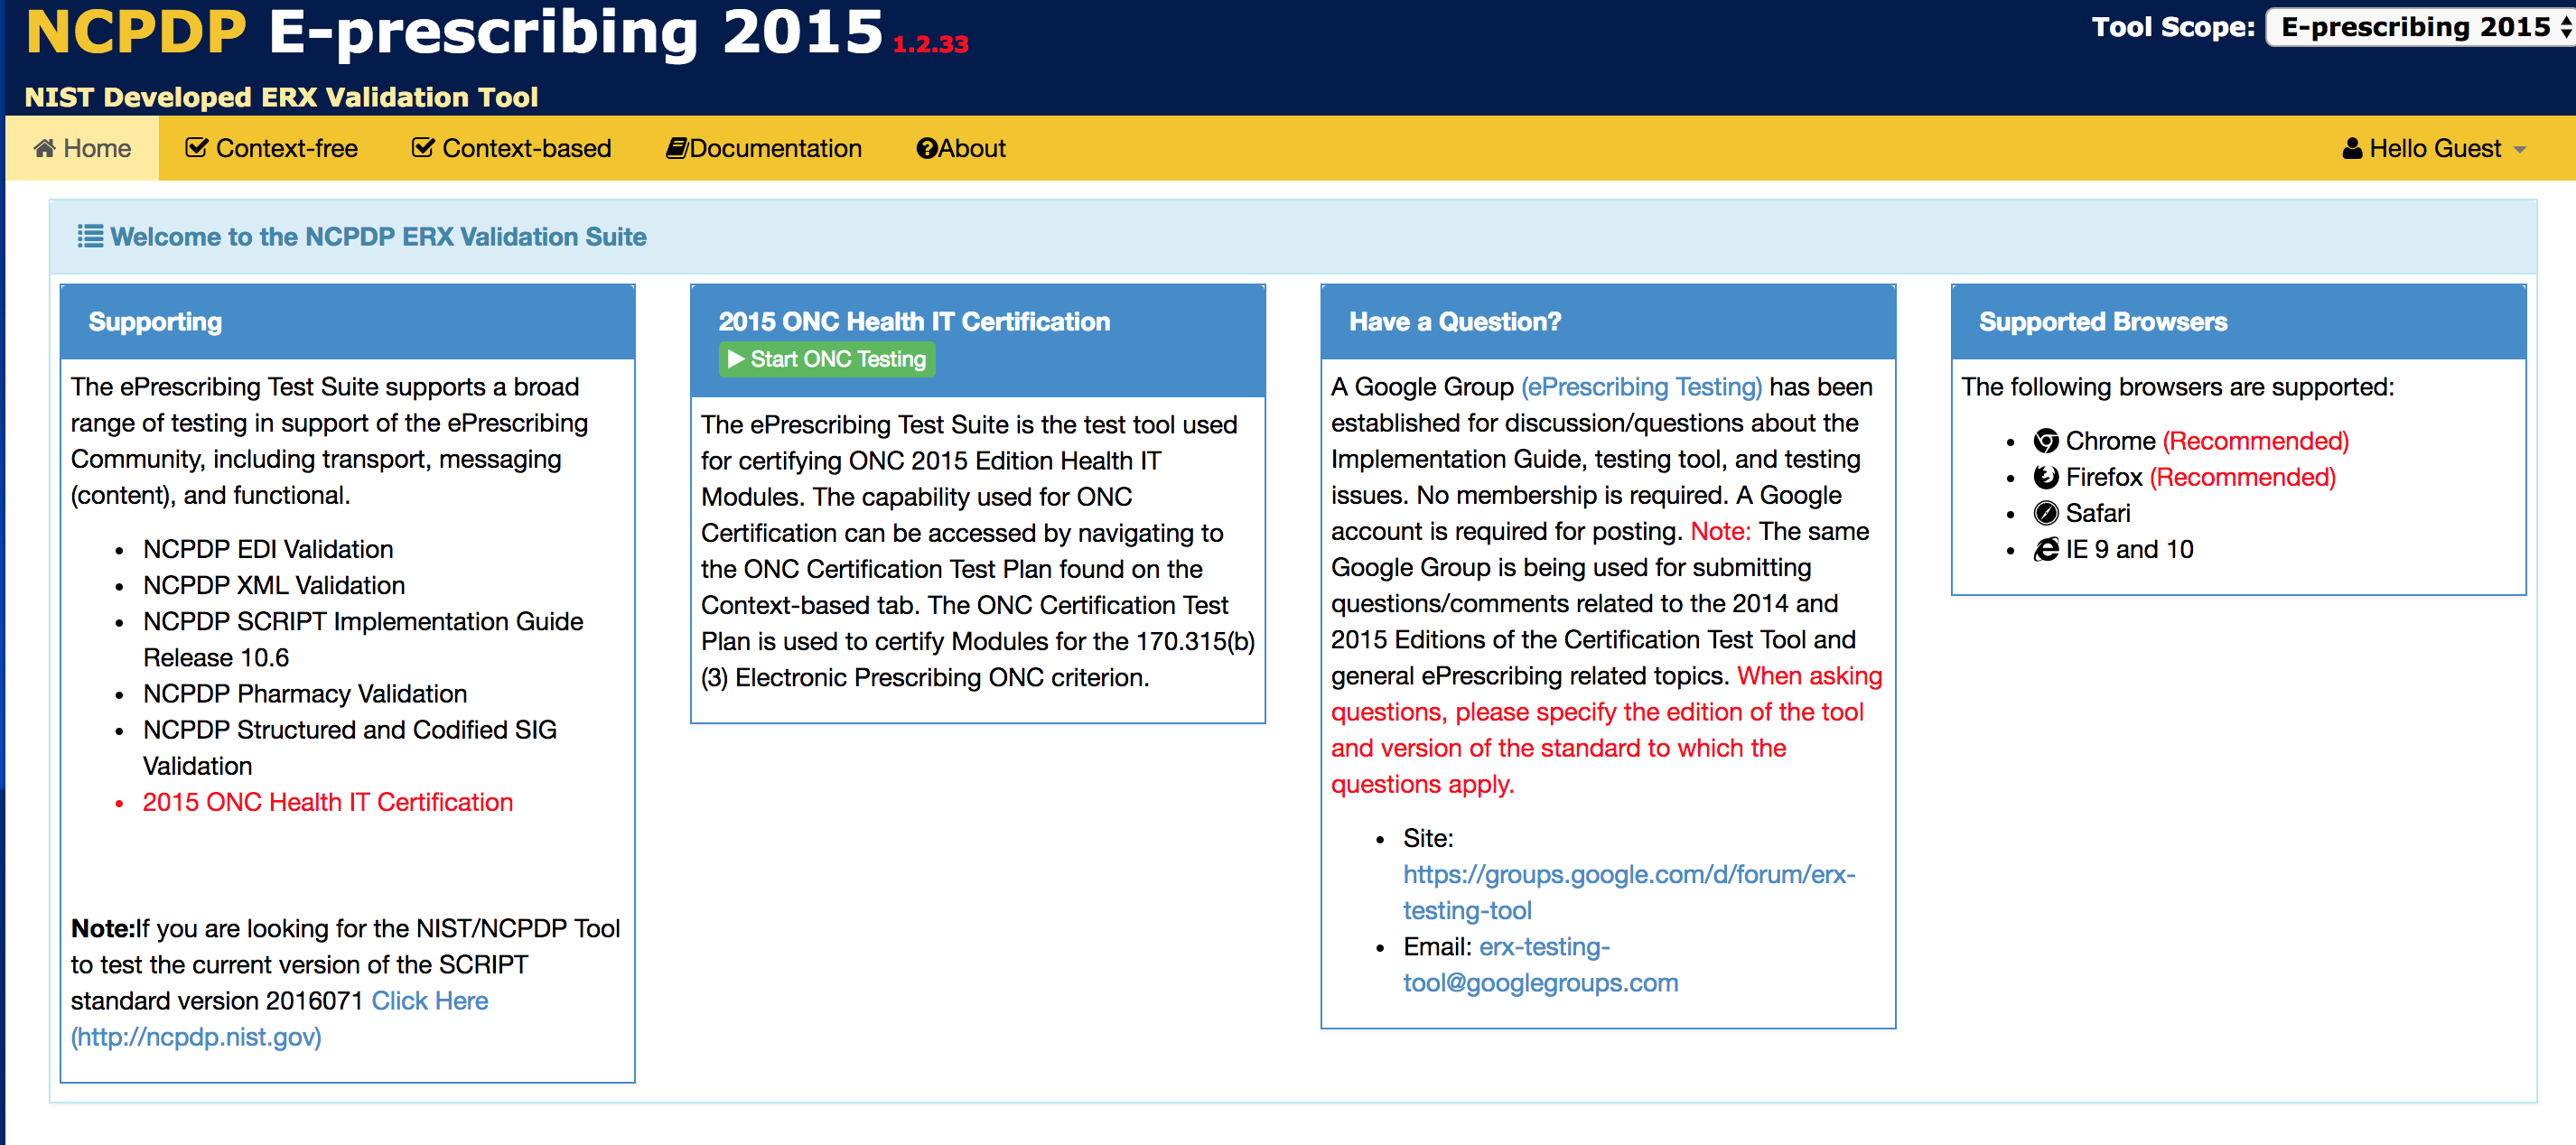 NCPDP E-prescribing 2015 1.2.33
Tool Scope: E-prescribing 2015
NIST Developed ERX Validation Tool
Home Context-free Context-based Documentation About Hello Guest
Welcome to the NCPDP ERX Validation Suite
Supporting
The ePrescribing Test Suite supports a broad
range of testing in support of the ePrescribing
Community, including transport, messaging
(content), and functional.
• NCPDP EDI Validation
• NCPDP XML Validation
• NCPDP SCRIPT Implementation Guide
Release 10.6
• NCPDP Pharmacy Validation
• NCPDP Structured and Codified SIG
Validation
• 2015 ONC Health IT Certification
Note:If you are looking for the NIST/NCPDP Tool
to test the current version of the SCRIPT
standard version 2016071 Click Here
(http://ncpdp.nist.gov)
2015 ONC Health IT Certification
Start ONC Testing
The ePrescribing Test Suite is the test tool used
for certifying ONC 2015 Edition Health IT
Modules. The capability used for ONC
Certification can be accessed by navigating to
the ONC Certification Test Plan found on the
Context-based tab. The ONC Certification Test
Plan is used to certify Modules for the 170.315(b)
(3) Electronic Prescribing ONC criterion.
Have a Question?
A Google Group (ePrescribing Testing) has been
established for discussion/questions about the
Implementation Guide, testing tool, and testing
issues. No membership is required. A Google
account is required for posting. Note: The same
Google Group is being used for submitting
questions/comments related to the 2014 and
2015 Editions of the Certification Test Tool and
general ePrescribing related topics. When asking
questions, please specify the edition of the tool
and version of the standard to which the
questions apply.
• Site:
https://groups.google.com/d/forum/erx-
testing-tool
• Email: erx-testing-
tool@googlegroups.com
Supported Browsers
The following browsers are supported:
• Chrome (Recommended)
• Firefox (Recommended)
• Safari
• IE 9 and 10